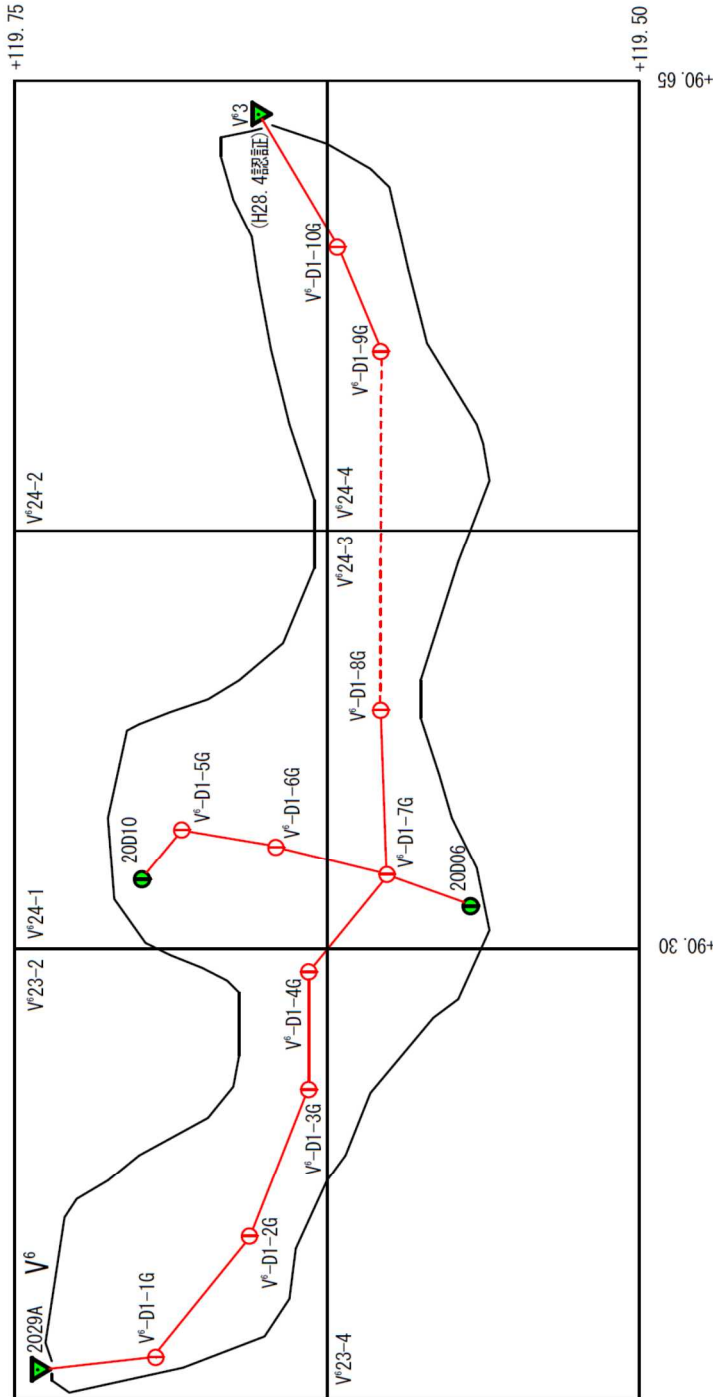 +119.75
+119.50
+90.65
+90.30
V⁶24-2
V⁶3
(H28.4認証)
V⁶-D1-10G
V⁶-D1-9G
V⁶24-4
V⁶24-3
V⁶-D1-8G
V⁶-D1-5G
20D10
V⁶-D1-6G
V⁶-D1-7G
20D06
V⁶24-1
V⁶23-2
V⁶-D1-4G
V⁶-D1-3G
V⁶-D1-2G
V⁶
2029A
V⁶-D1-1G
V⁶23-4